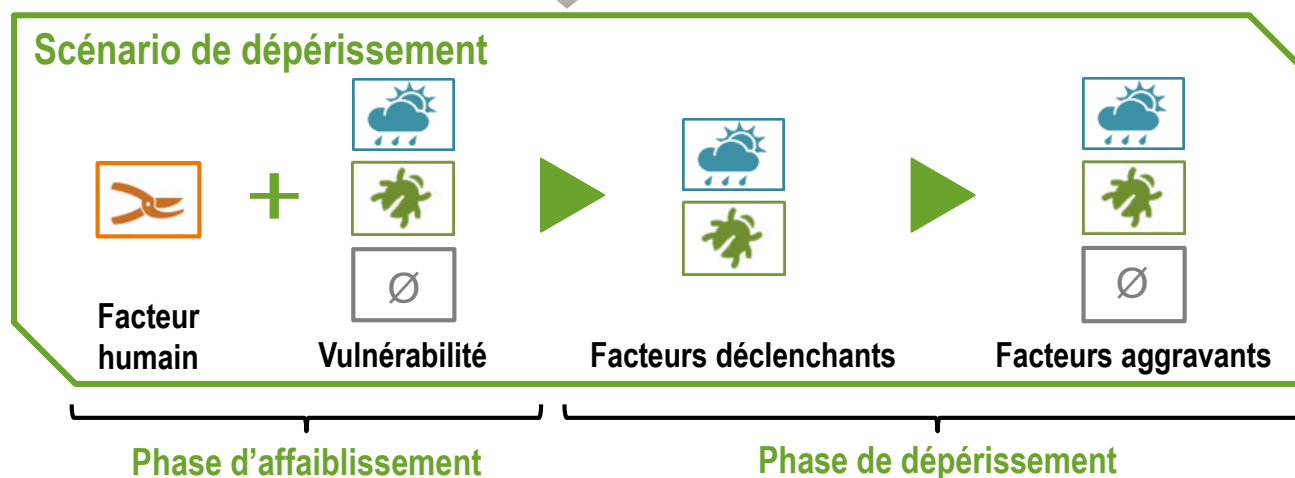 Scénario de dépérissement
+
Ø
Ø
Facteur
humain
Vulnérabilité
Facteurs déclenchants
Facteurs aggravants
Phase d’affaiblissement
Phase de dépérissement